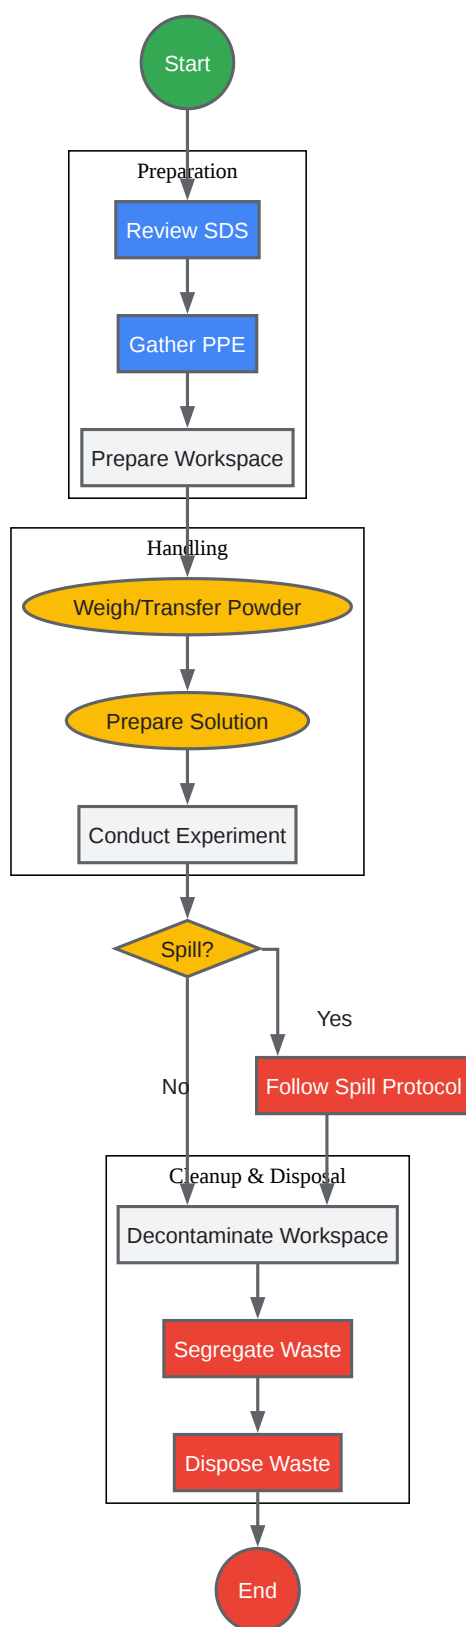 Start
Preparation
Review SDS
Gather PPE
Prepare Workspace
Handling
Weigh/Transfer Powder
Prepare Solution
Conduct Experiment
Spill?
Yes
No
Follow Spill Protocol
Cleanup & Disposal
Decontaminate Workspace
Segregate Waste
Dispose Waste
End